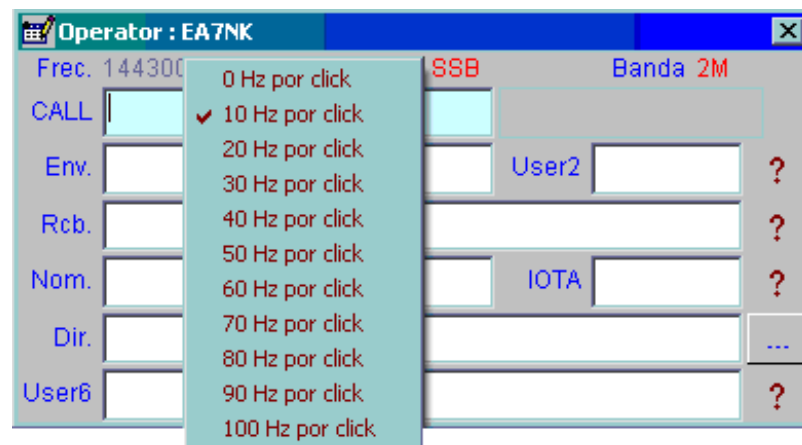 Operator : EA7NK
Frec. 144300 SSB Banda 2M
0 Hz por click
CALL
10 Hz por click
20 Hz por click
Env. User2 ?
30 Hz por click
Rcb. ?
40 Hz por click
50 Hz por click
Nom. IOTA ?
60 Hz por click
70 Hz por click
Dir. ...
80 Hz por click
User6 ?
90 Hz por click
100 Hz por click